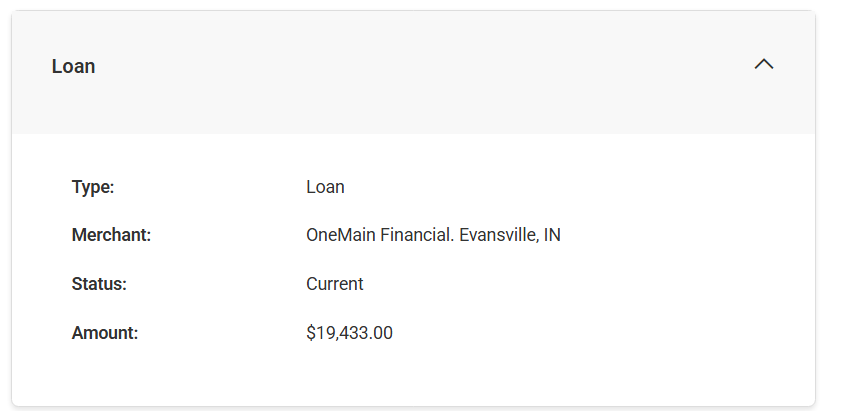 Loan
Type: Loan
Merchant: OneMain Financial. Evansville, IN
Status: Current
Amount: $19,433.00